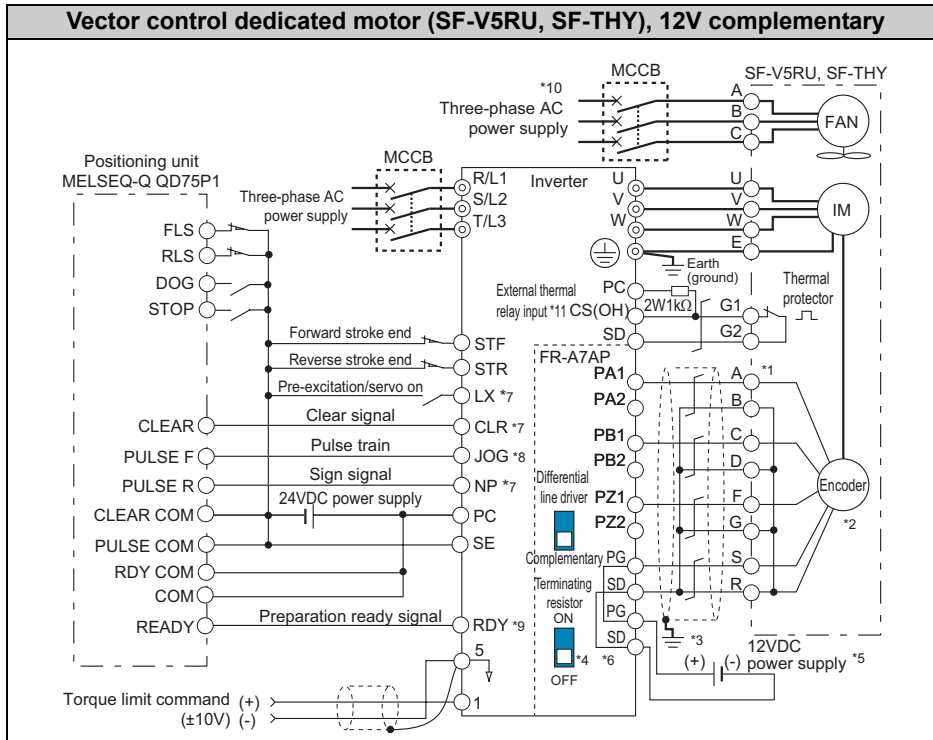 Vector control dedicated motor (SF-V5RU, SF-THY), 12V complementary
MCCB
SF-V5RU, SF-THY
*10
Three-phase AC
power supply
A
B
C
FAN
Positioning unit
MELSEQ-Q QD75P1
MCCB
Three-phase AC
power supply
R/L1
S/L2
T/L3
Inverter
U
V
W
U
V
W
E
IM
Earth
(ground)
FLS
RLS
DOG
STOP
External thermal
relay input *11
PC
CS(OH)
SD
2W1kΩ
G1
G2
Thermal
protector
Forward stroke end
STF
Reverse stroke end
STR
Pre-excitation/servo on
LX *7
CLEAR
Clear signal
CLR *7
PULSE F
Pulse train
JOG *8
PULSE R
Sign signal
NP *7
CLEAR COM
24VDC power supply
PC
PULSE COM
SE
RDY COM
COM
READY
Preparation ready signal
RDY *9
5
Torque limit command (+)
(±10V) (-)
1
FR-A7AP
PA1
PA2
PB1
PB2
PZ1
PZ2
PG
SD
PG
SD
Differential
line driver
Complementary
Terminating
resistor
ON
*4
OFF
*6
A
*1
B
C
D
F
G
S
R
Encoder
*2
*3
12VDC
power supply *5
(+) (-)